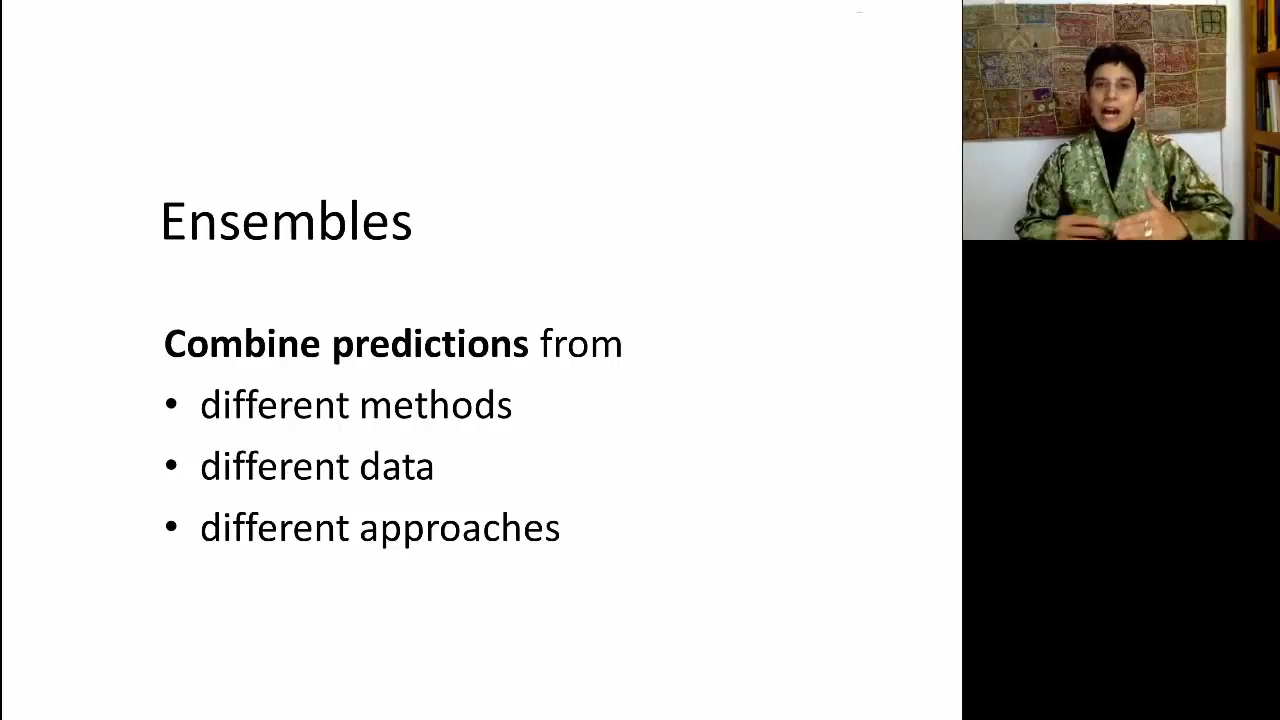 Ensembles
Combine predictions from
• different methods
• different data
• different approaches